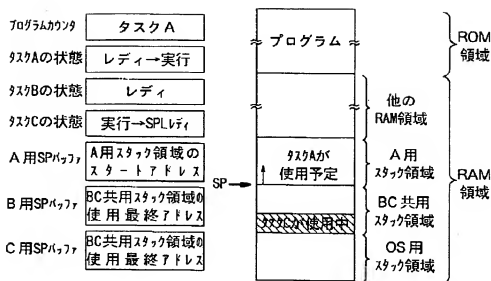 プログラムカウンタ
タスクA
タスクAの状態
レディ→実行
タスクBの状態
レディ
タスクCの状態
実行→SPLレディ
A用SPバッファ
A用スタック領域の
スタートアドレス
B用SPバッファ
BC共用スタック領域の
使用最終アドレス
C用SPバッファ
BC共用スタック領域の
使用最終アドレス
SP
プログラム
タスクAが
使用予定
タスクCが使用中
ROM
領域
他の
RAM領域
A用
スタック領域
BC共用
スタック領域
OS用
スタック領域
RAM
領域